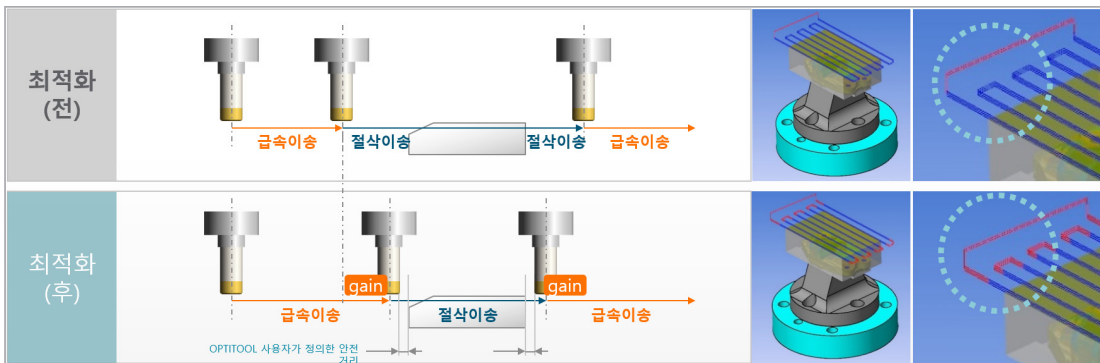 최적화
(전)
급속이송
절삭이송
절삭이송
급속이송
최적화
(후)
gain
gain
급속이송
절삭이송
급속이송
OPTITOOL 사용자가 정의한 안전
거리